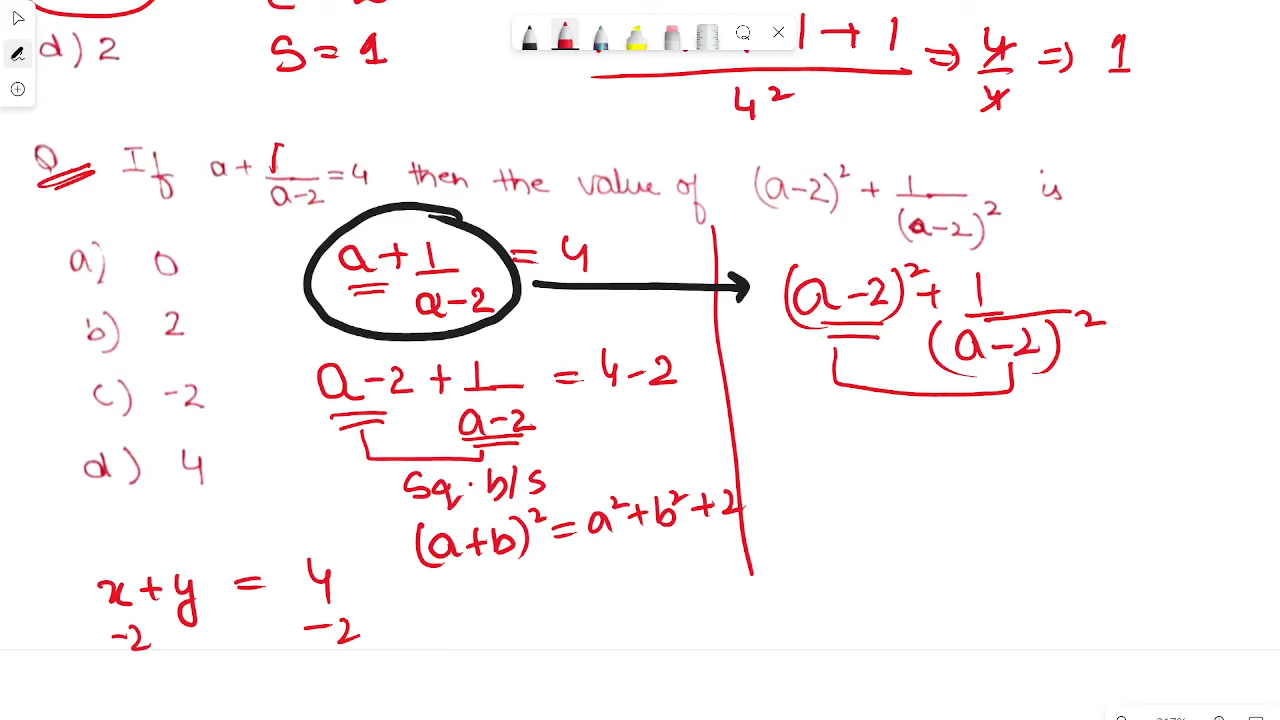 d) 2
S = 1
1 + 1
4²
⇒ 4/4 ⇒ 1
Q If a + 1/(a-2) = 4 then the value of (a-2)² + 1/(a-2)² is
a) 0
b) 2
c) -2
d) 4
a + 1/(a-2) = 4
a-2 + 1/(a-2) = 4-2
sq. b/s
(a+b)² = a²+b²+2
x+y = 4
-2 -2
(a-2)² + 1/(a-2)²